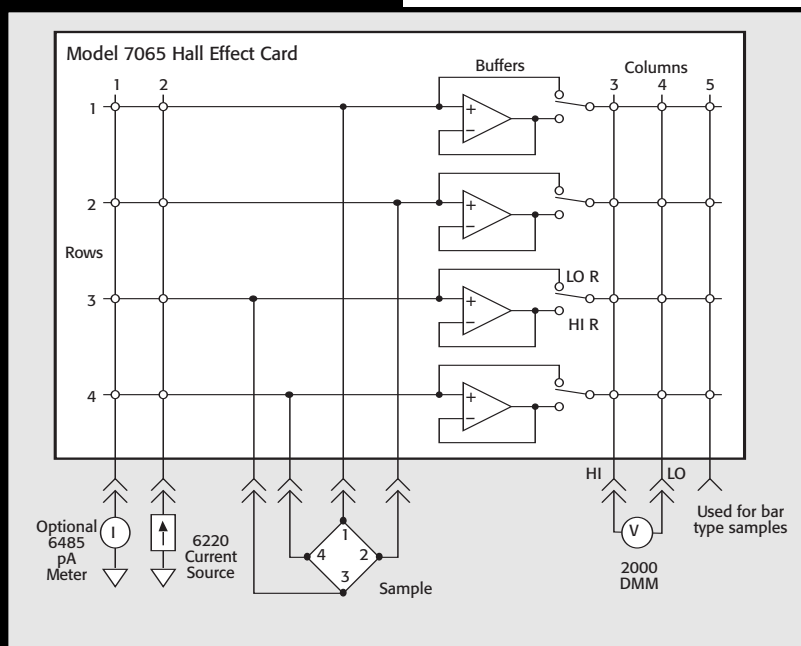 Model 7065 Hall Effect Card
Buffers
Columns
1 2 3 4 5
1
+
−
2
+
−
Rows
LO R
3
+
−
HI R
4
+
−
HI LO
Used for bar
type samples
Optional
6485
pA
Meter
I
6220
Current
Source
1
4 2
3
Sample
V
2000
DMM